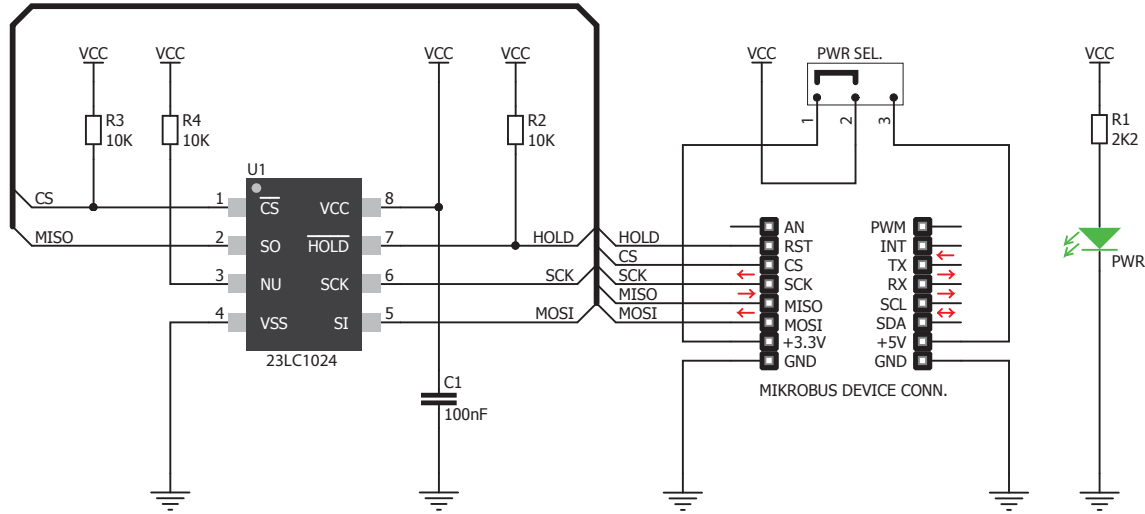 VCC
VCC
VCC
VCC
VCC
PWR SEL.
VCC
R3
10K
R4
10K
R2
10K
1
2
3
R1
2K2
U1
CS
1
CS
VCC
8
MISO
2
SO
HOLD
7
HOLD
3
NU
SCK
6
SCK
4
VSS
SI
5
MOSI
23LC1024
C1
100nF
HOLD
CS
SCK
MISO
MOSI
AN
RST
CS
SCK
MISO
MOSI
+3.3V
GND
PWM
INT
TX
RX
SCL
SDA
+5V
GND
MIKROBUS DEVICE CONN.
PWR